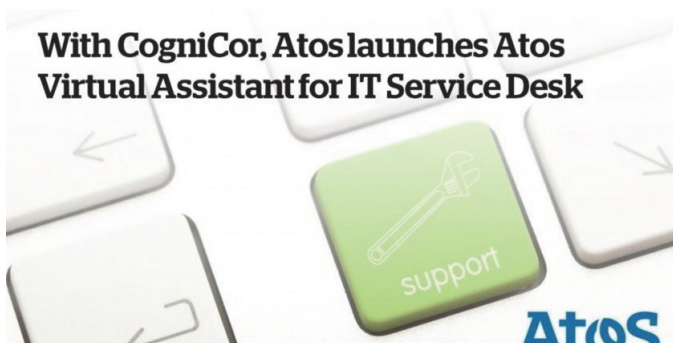 With CogniCor, Atos launches Atos
Virtual Assistant for IT Service Desk
support
Atos